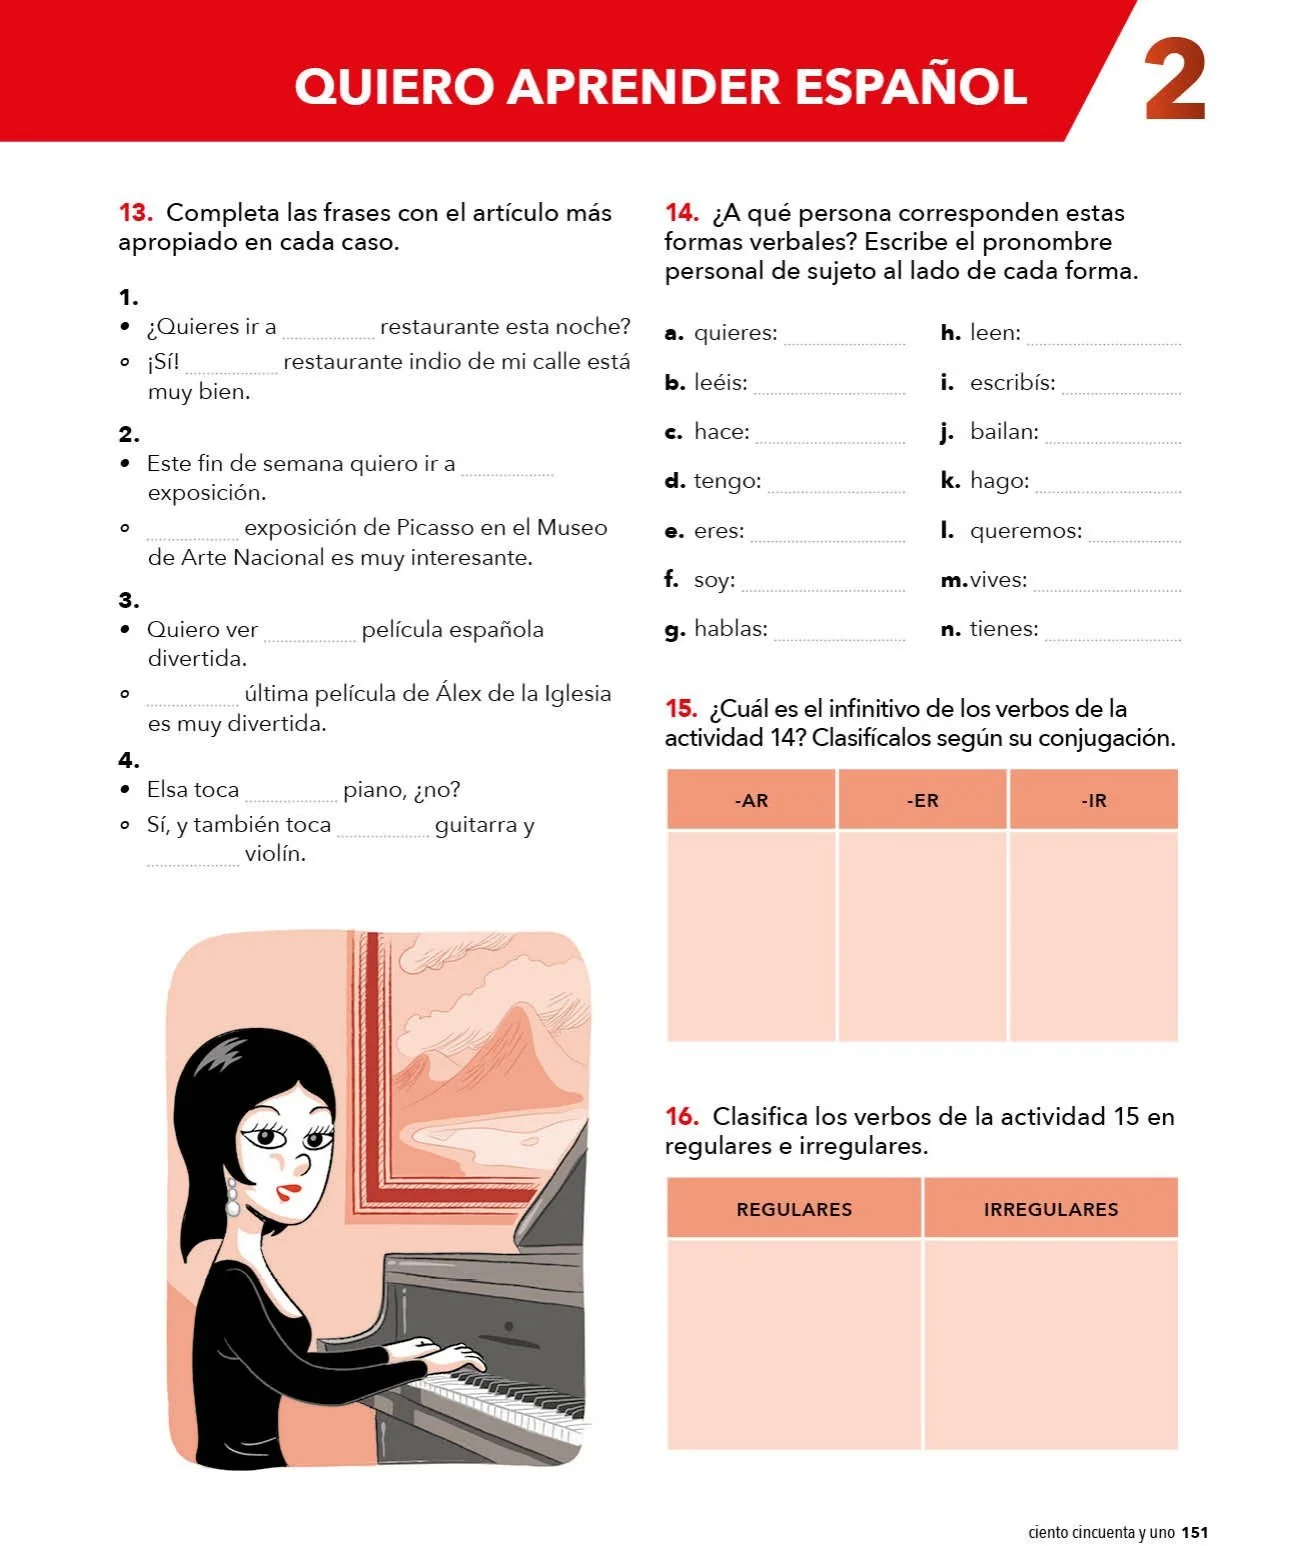 QUIERO APRENDER ESPAÑOL
2
13. Completa las frases con el artículo más
apropiado en cada caso.
1.
• ¿Quieres ir a ............ restaurante esta noche?
∘ ¡Sí! ............ restaurante indio de mi calle está
muy bien.
2.
• Este fin de semana quiero ir a ............
exposición.
∘ ............ exposición de Picasso en el Museo
de Arte Nacional es muy interesante.
3.
• Quiero ver ............ película española
divertida.
∘ ............ última película de Álex de la Iglesia
es muy divertida.
4.
• Elsa toca ............ piano, ¿no?
∘ Sí, y también toca ............ guitarra y
............ violín.
14. ¿A qué persona corresponden estas
formas verbales? Escribe el pronombre
personal de sujeto al lado de cada forma.
a. quieres: ............
b. leéis: ............
c. hace: ............
d. tengo: ............
e. eres: ............
f. soy: ............
g. hablas: ............
h. leen: ............
i. escribís: ............
j. bailan: ............
k. hago: ............
l. queremos: ............
m. vives: ............
n. tienes: ............
15. ¿Cuál es el infinitivo de los verbos de la
actividad 14? Clasifícalos según su conjugación.
-AR -ER -IR
16. Clasifica los verbos de la actividad 15 en
regulares e irregulares.
REGULARES IRREGULARES
ciento cincuenta y uno 151